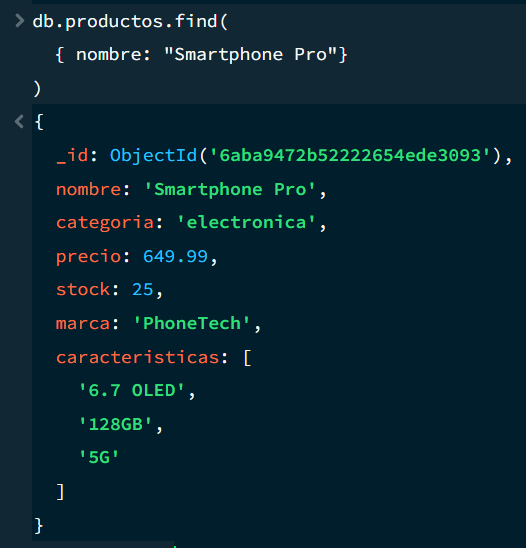 db.productos.find(
{ nombre: "Smartphone Pro"}
)
{
_id: ObjectId('6aba9472b52222654ede3093'),
nombre: 'Smartphone Pro',
categoria: 'electronica',
precio: 649.99,
stock: 25,
marca: 'PhoneTech',
caracteristicas: [
'6.7 OLED',
'128GB',
'5G'
]
}